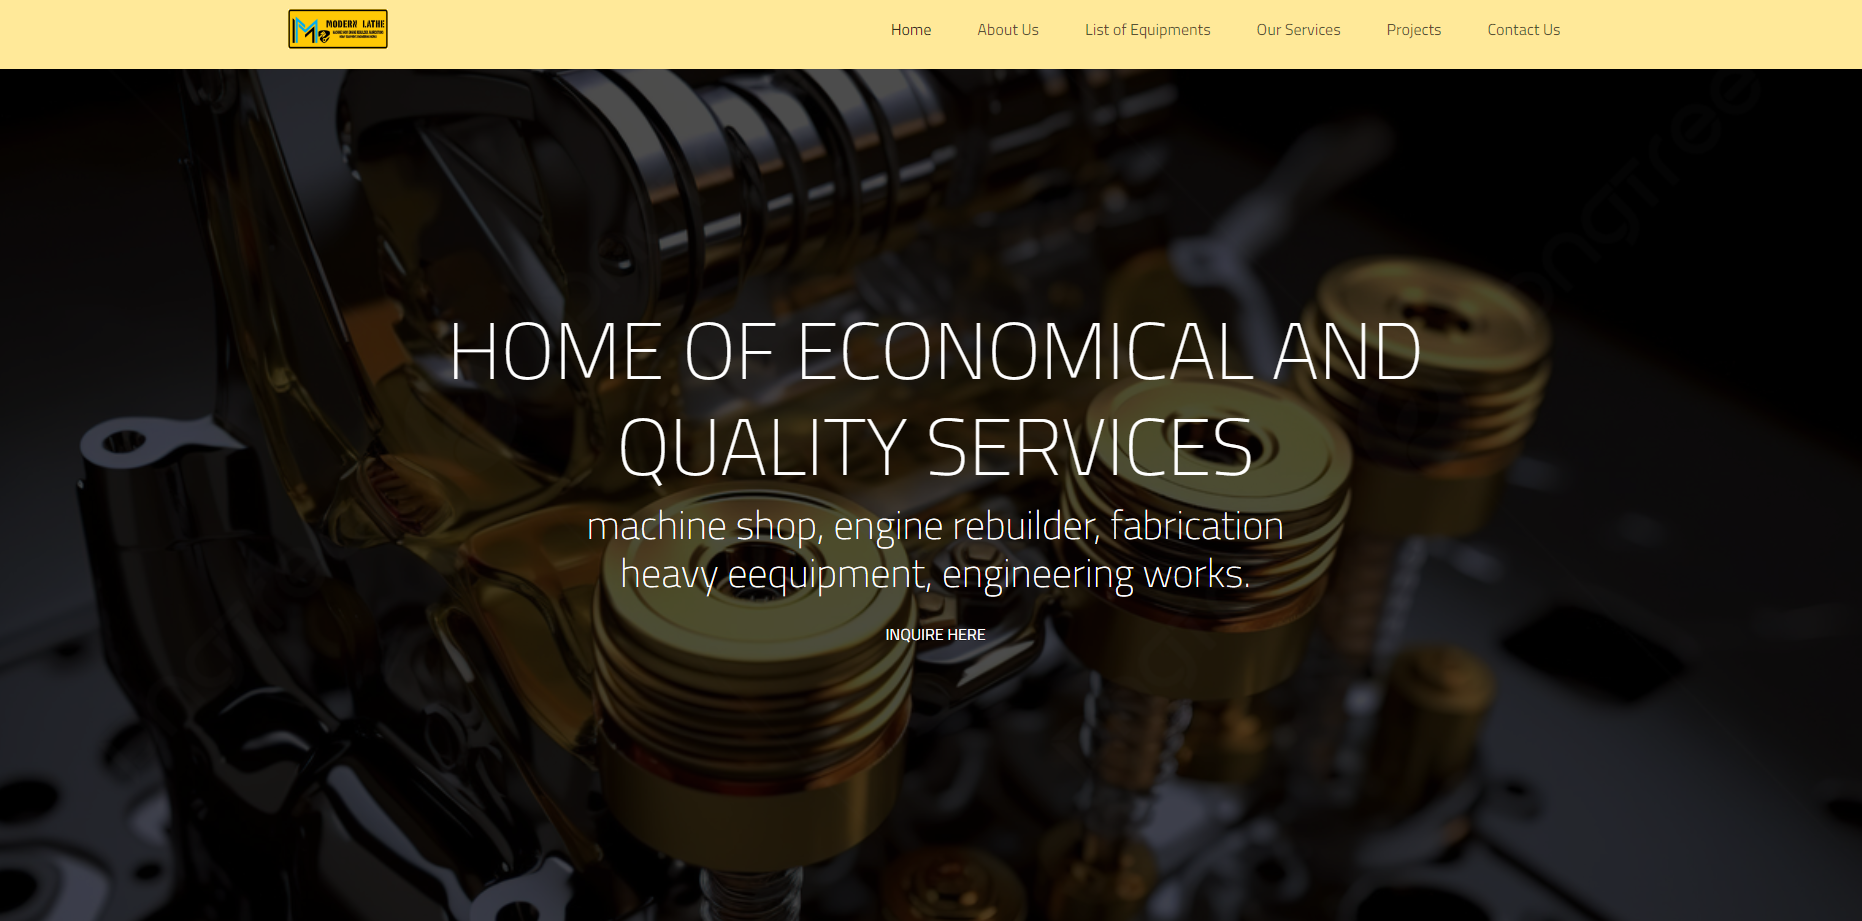 MODERN LATHE
Home
About Us
List of Equipments
Our Services
Projects
Contact Us
HOME OF ECONOMICAL AND
QUALITY SERVICES
machine shop, engine rebuilder, fabrication
heavy eequipment, engineering works.
INQUIRE HERE